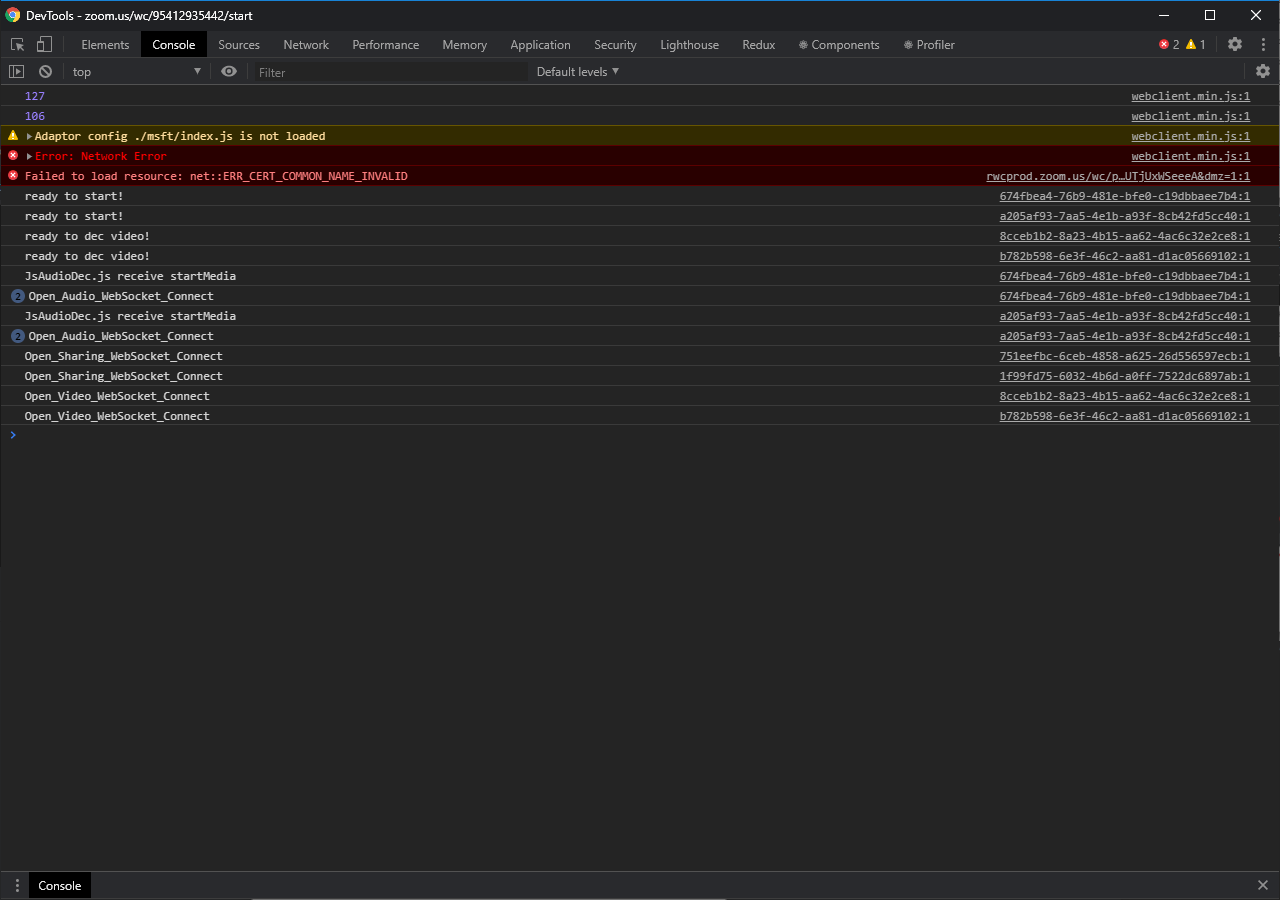 DevTools - zoom.us/wc/95412935442/start
Elements Console Sources Network Performance Memory Application Security Lighthouse Redux Components Profiler 2 1
top Filter Default levels
127 webclient.min.js:1
106 webclient.min.js:1
Adaptor config ./msft/index.js is not loaded webclient.min.js:1
Error: Network Error webclient.min.js:1
Failed to load resource: net::ERR_CERT_COMMON_NAME_INVALID rwcprod.zoom.us/wc/p…UTjUxWSeeeA&dmz=1:1
ready to start! 674fbea4-76b9-481e-bfe0-c19dbbaee7b4:1
ready to start! a205af93-7aa5-4e1b-a93f-8cb42fd5cc40:1
ready to dec video! 8cceb1b2-8a23-4b15-aa62-4ac6c32e2ce8:1
ready to dec video! b782b598-6e3f-46c2-aa81-d1ac05669102:1
JsAudioDec.js receive startMedia 674fbea4-76b9-481e-bfe0-c19dbbaee7b4:1
2 Open_Audio_WebSocket_Connect 674fbea4-76b9-481e-bfe0-c19dbbaee7b4:1
JsAudioDec.js receive startMedia a205af93-7aa5-4e1b-a93f-8cb42fd5cc40:1
2 Open_Audio_WebSocket_Connect a205af93-7aa5-4e1b-a93f-8cb42fd5cc40:1
Open_Sharing_WebSocket_Connect 751eefbc-6ceb-4858-a625-26d556597ecb:1
Open_Sharing_WebSocket_Connect 1f99fd75-6032-4b6d-a0ff-7522dc6897ab:1
Open_Video_WebSocket_Connect 8cceb1b2-8a23-4b15-aa62-4ac6c32e2ce8:1
Open_Video_WebSocket_Connect b782b598-6e3f-46c2-aa81-d1ac05669102:1
Console